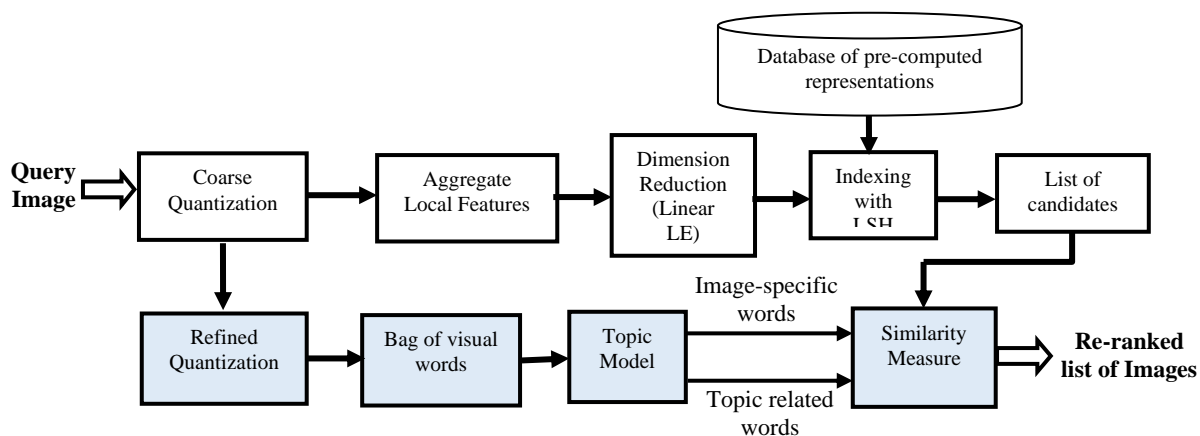 Database of pre-computed
representations
Query
Image
Coarse
Quantization
Aggregate
Local Features
Dimension
Reduction
(Linear
LE)
Indexing
with
LSH
List of
candidates
Image-specific
words
Refined
Quantization
Bag of visual
words
Topic
Model
Similarity
Measure
Re-ranked
list of Images
Topic related
words